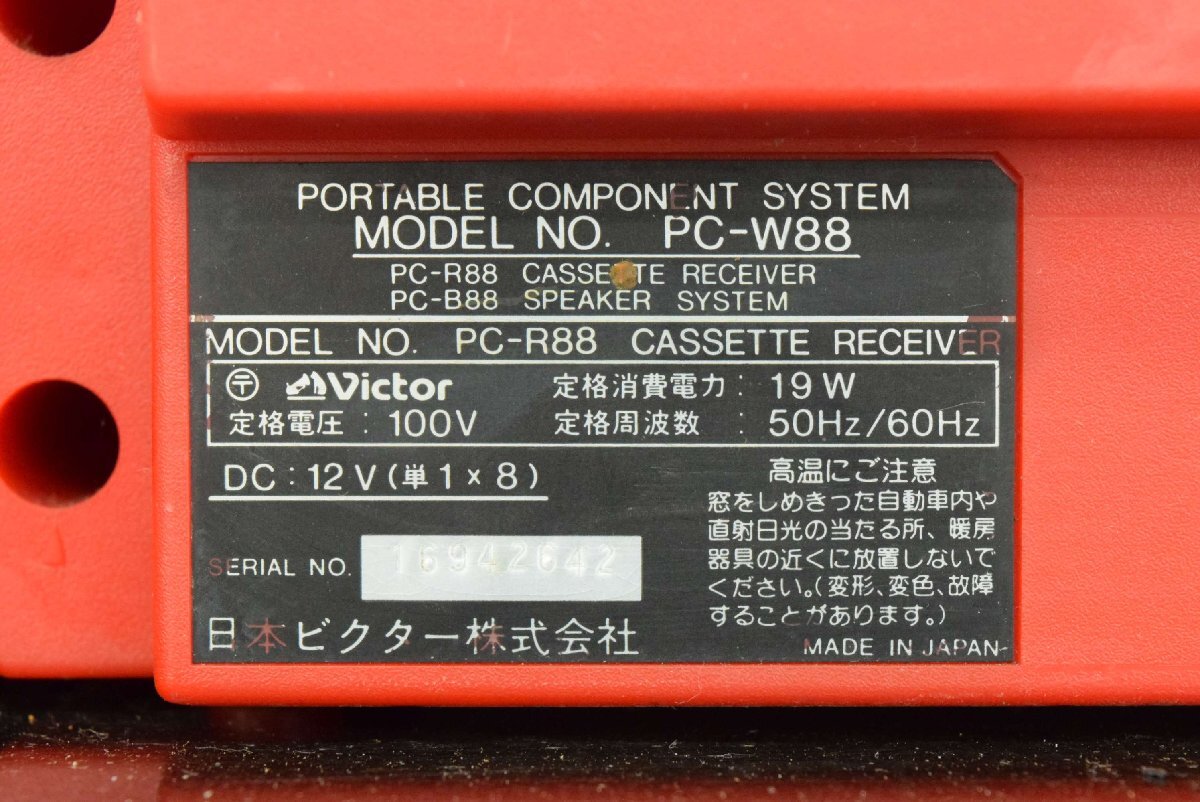 PORTABLE COMPONENT SYSTEM
MODEL NO. PC-W88
PC-R88 CASSETTE RECEIVER
PC-B88 SPEAKER SYSTEM
MODEL NO. PC-R88 CASSETTE RECEIVER
〒 Victor 定格消費電力: 19W
定格電圧: 100V 定格周波数: 50Hz/60Hz
DC:12V(単1×8)
SERIAL NO. 16942642
日本ビクター株式会社
高温にご注意
窓をしめきった自動車内や
直射日光の当たる所、暖房
器具の近くに放置しないで
ください。(変形、変色、故障
することがあります。)
MADE IN JAPAN